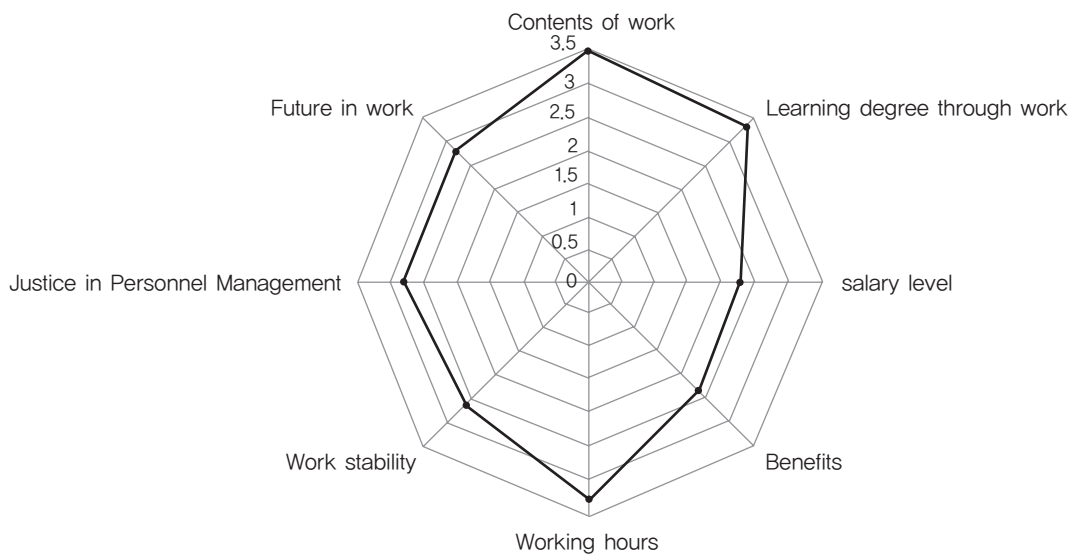 Contents of work
3.5
3
2.5
2
1.5
1
0.5
0
Future in work
Learning degree through work
Justice in Personnel Management
salary level
Work stability
Benefits
Working hours